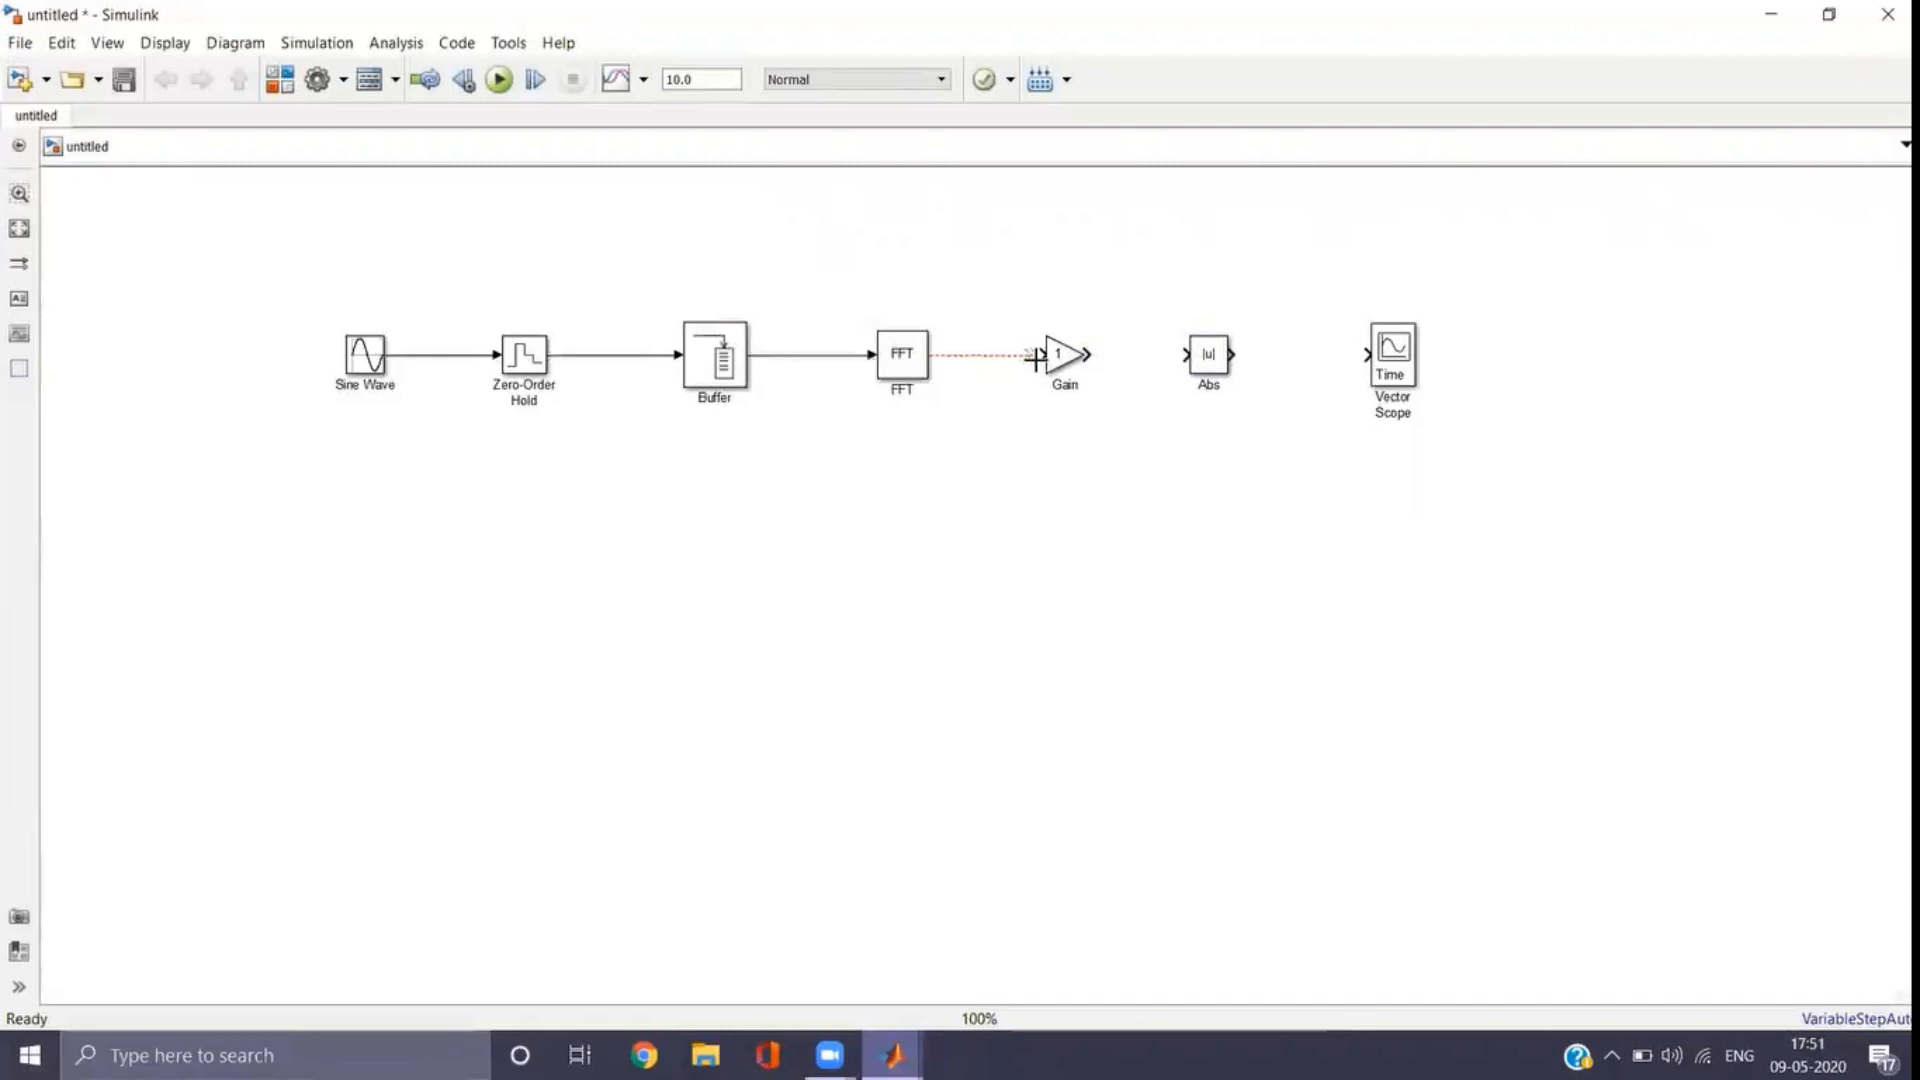 untitled * - Simulink
File Edit View Display Diagram Simulation Analysis Code Tools Help
10.0 Normal
untitled
untitled
FFT 1 |u| Time
Sine Wave Zero-Order Hold Buffer FFT Gain Abs Vector Scope
Ready 100% VariableStepAut
Type here to search ENG 17:51
09-05-2020 17